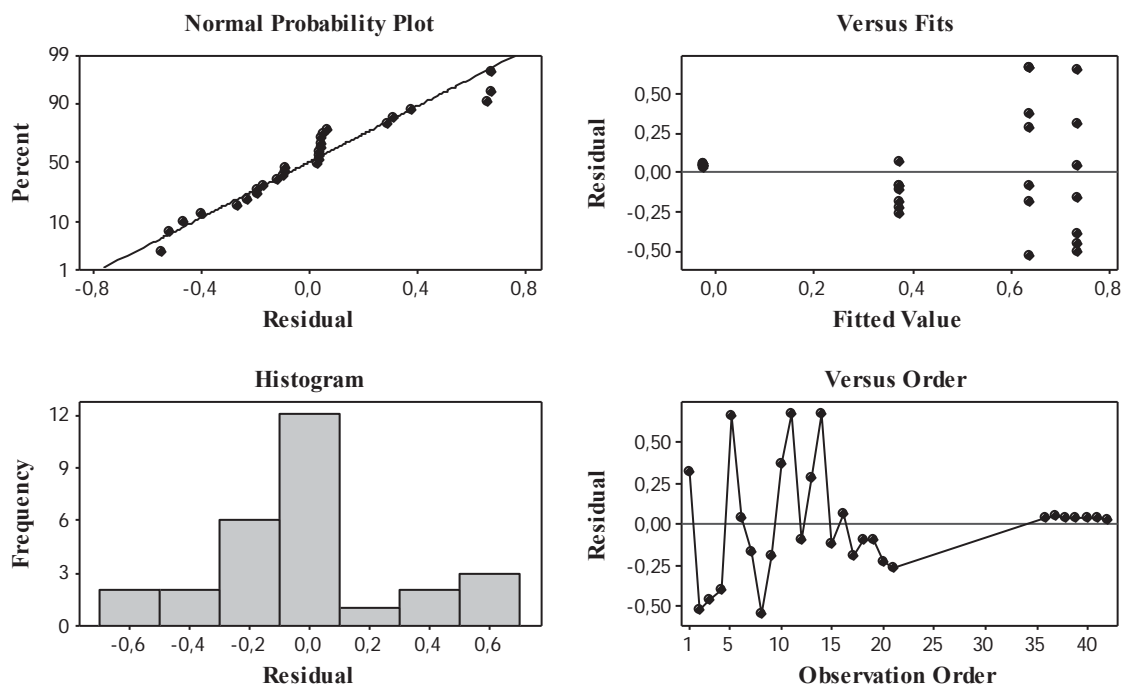 Normal Probability Plot
99
90
50
10
1
Percent
-0,8 -0,4 0,0 0,4 0,8
Residual
Versus Fits
0,50
0,25
0,00
-0,25
-0,50
Residual
0,0 0,2 0,4 0,6 0,8
Fitted Value
Histogram
12
9
6
3
0
Frequency
-0,6 -0,4 -0,2 0,0 0,2 0,4 0,6
Residual
Versus Order
0,50
0,25
0,00
-0,25
-0,50
Residual
1 5 10 15 20 25 30 35 40
Observation Order